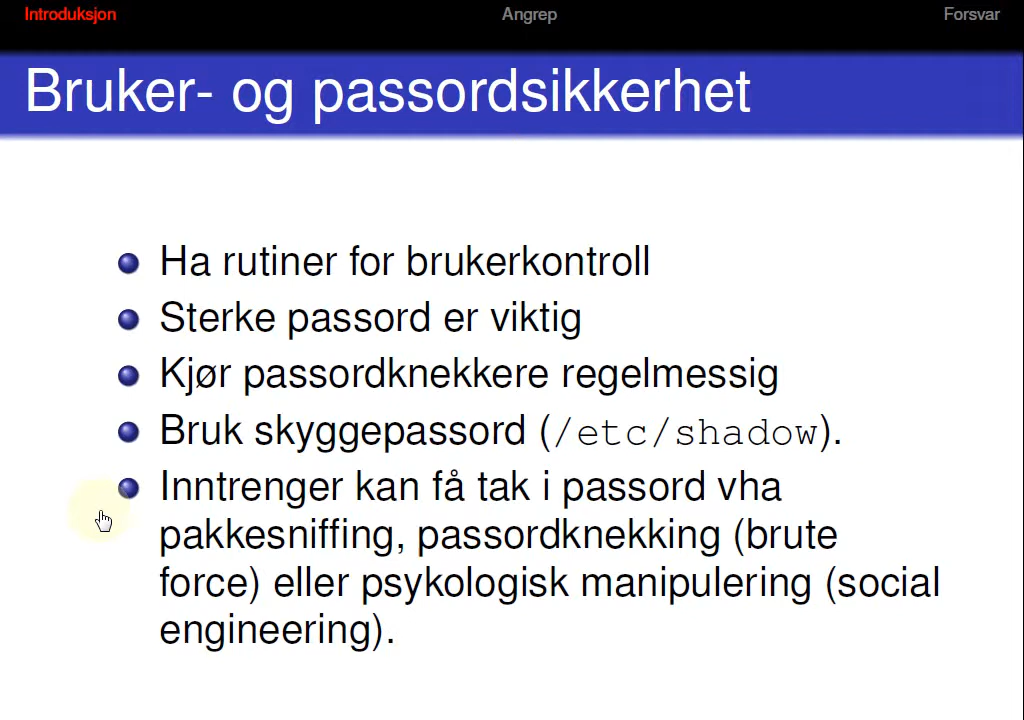 Introduksjon Angrep Forsvar
Bruker- og passordsikkerhet
Ha rutiner for brukerkontroll
Sterke passord er viktig
Kjør passordknekkere regelmessig
Bruk skyggepassord (/etc/shadow).
Inntrenger kan få tak i passord vha
pakkesniffing, passordknekking (brute
force) eller psykologisk manipulering (social
engineering).